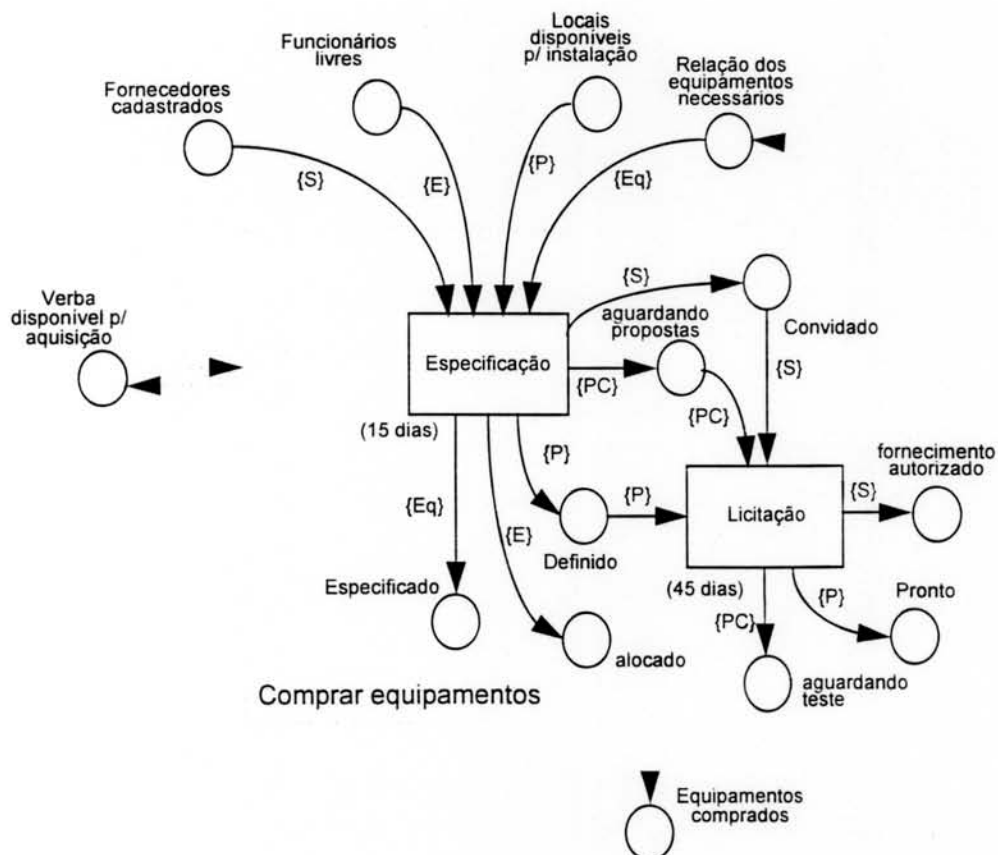 Locais
disponíveis
p/ instalação
Funcionários
livres
Relação dos
equipamentos
necessários
Fornecedores
cadastrados
{S}
{E}
{P}
{Eq}
Verba
disponível p/
aquisição
{S}
aguardando
propostas
Convidado
Especificação
{PC}
{S}
{PC}
(15 dias)
{P}
fornecimento
autorizado
{Eq}
{E}
{P}
Licitação
{S}
Definido
Especificado
(45 dias)
{P}
Pronto
{PC}
alocado
aguardando
teste
Comprar equipamentos
Equipamentos
comprados